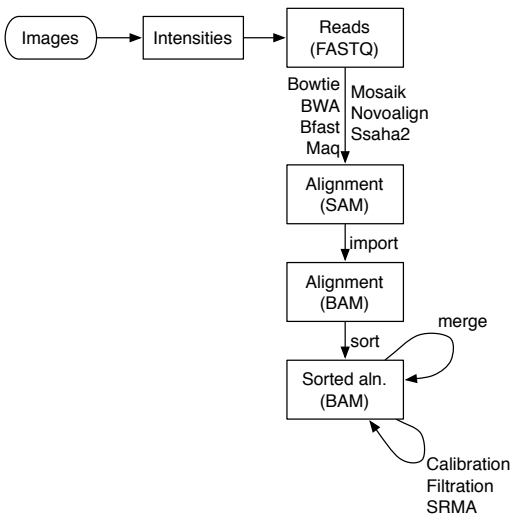 Images
Intensities
Reads
(FASTQ)
Bowtie
BWA
Bfast
Maq
Mosaik
Novoalign
Ssaha2
Alignment
(SAM)
import
Alignment
(BAM)
sort
merge
Sorted aln.
(BAM)
Calibration
Filtration
SRMA